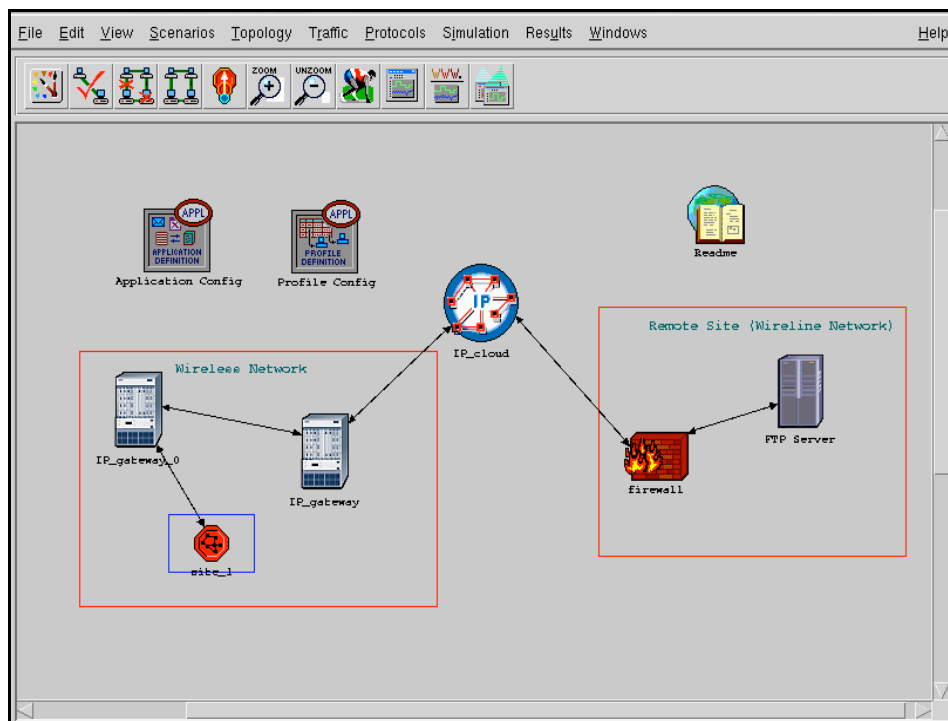 File Edit View Scenarios Topology Traffic Protocols Simulation Results Windows Help
ZOOM UNZOOM
APPL
APPLICATION DEFINITION
Application Config
APPL
PROFILE DEFINITION
Profile Config
Readme
IP
IP_cloud
Remote Site (Wireline Network)
Wireless Network
FTP Server
IP_gateway_0
IP_gateway
firewall
site_1